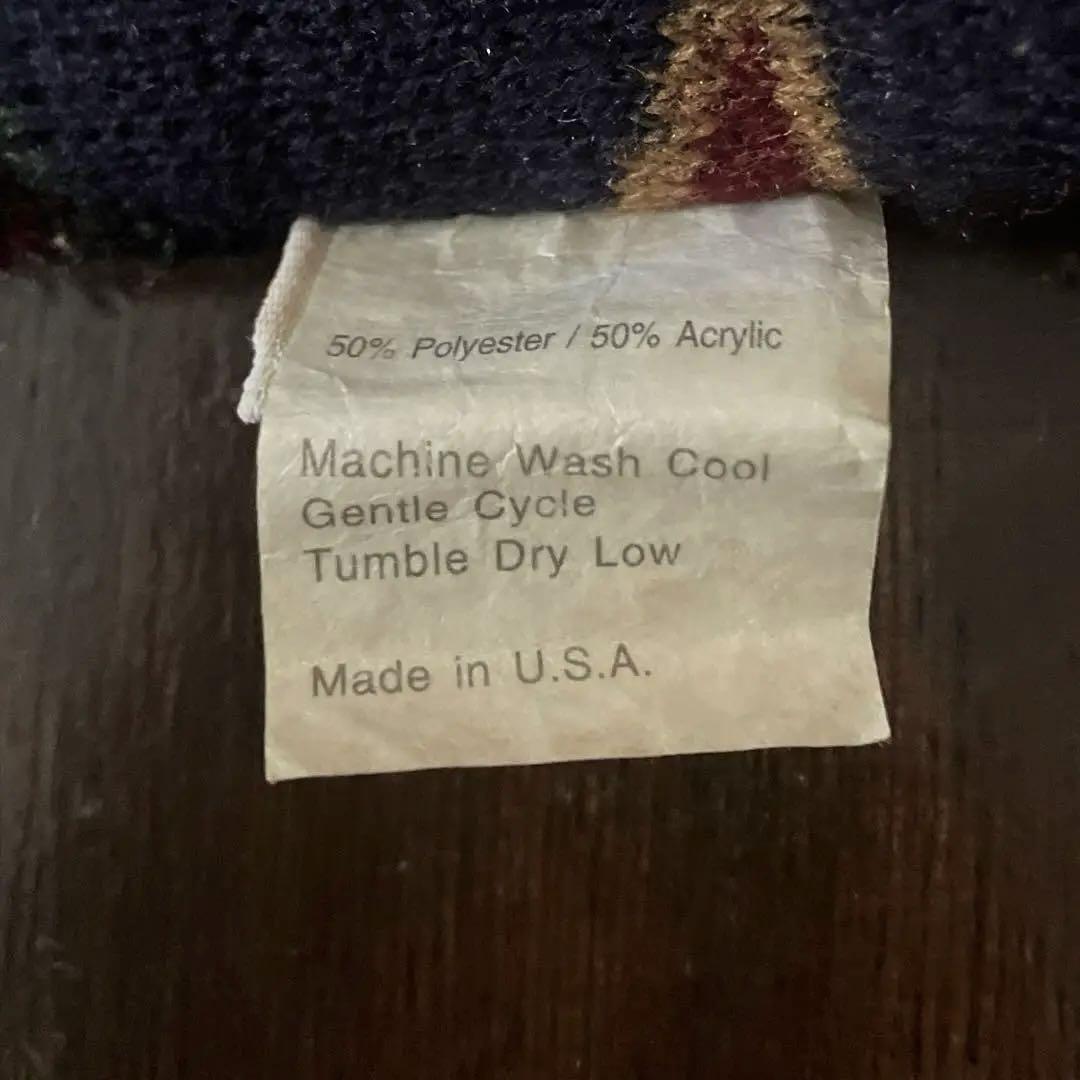 50% Polyester / 50% Acrylic
Machine Wash Cool
Gentle Cycle
Tumble Dry Low
Made in U.S.A.